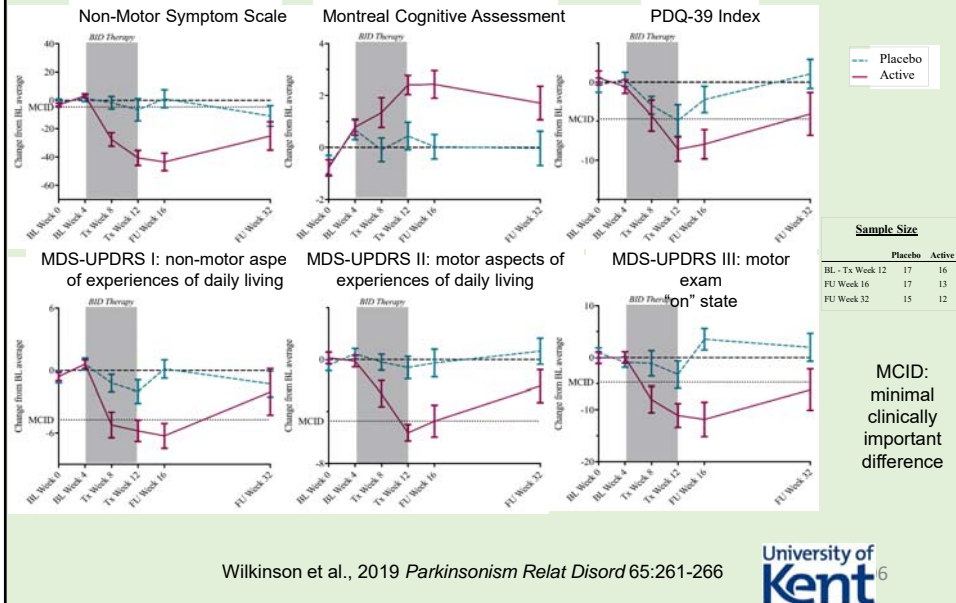 Non-Motor Symptom Scale
BID Therapy
Change from BL average
40
20
0
MCID
-20
-40
-60
BL Week 0
BL Week 4
Tx Week 8
Tx Week 12
FU Week 16
FU Week 32
Montreal Cognitive Assessment
BID Therapy
Change from BL average
4
2
0
-2
BL Week 0
BL Week 4
Tx Week 8
Tx Week 12
FU Week 16
FU Week 32
PDQ-39 Index
BID Therapy
Change from BL average
0
MCID
-10
BL Week 0
BL Week 4
Tx Week 8
Tx Week 12
FU Week 16
FU Week 32
Placebo
Active
MDS-UPDRS I: non-motor aspe
of experiences of daily living
BID Therapy
Change from BL average
6
0
MCID
-6
BL Week 0
BL Week 4
Tx Week 8
Tx Week 12
FU Week 16
FU Week 32
MDS-UPDRS II: motor aspects of
experiences of daily living
BID Therapy
Change from BL average
0
MCID
-8
BL Week 0
BL Week 4
Tx Week 8
Tx Week 12
FU Week 16
FU Week 32
MDS-UPDRS III: motor
exam
"on" state
BID Therapy
Change from BL average
10
0
MCID
-10
-20
BL Week 0
BL Week 4
Tx Week 8
Tx Week 12
FU Week 16
FU Week 32
Sample Size
Placebo Active
BL - Tx Week 12 17 16
FU Week 16 17 13
FU Week 32 15 12
MCID:
minimal
clinically
important
difference
Wilkinson et al., 2019 Parkinsonism Relat Disord 65:261-266
University of
Kent
6